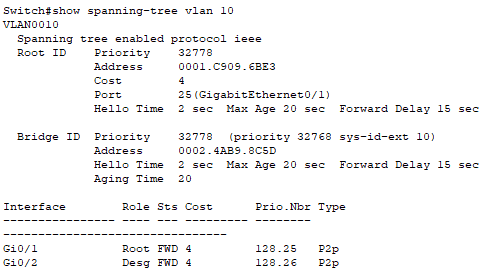 Switch#show spanning-tree vlan 10
VLAN0010
  Spanning tree enabled protocol ieee
  Root ID    Priority    32778
             Address     0001.C909.6BE3
             Cost        4
             Port        25(GigabitEthernet0/1)
             Hello Time  2 sec  Max Age 20 sec  Forward Delay 15 sec

  Bridge ID  Priority    32778  (priority 32768 sys-id-ext 10)
             Address     0002.4AB9.8C5D
             Hello Time  2 sec  Max Age 20 sec  Forward Delay 15 sec
             Aging Time  20

Interface        Role Sts Cost      Prio.Nbr Type
---------------- ---- --- --------- -------- --------------------------------
Gi0/1            Root FWD 4         128.25   P2p
Gi0/2            Desg FWD 4         128.26   P2p